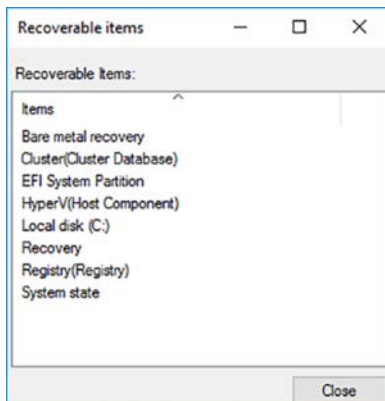 Recoverable items
Recoverable Items:
Items
Bare metal recovery
Cluster(Cluster Database)
EFI System Partition
HyperV(Host Component)
Local disk (C:)
Recovery
Registry(Registry)
System state
Close